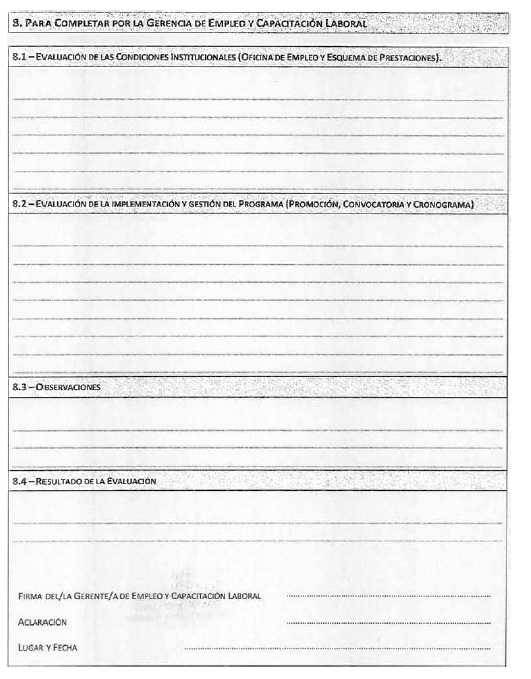 8. Para Completar por la Gerencia de Empleo y Capacitación Laboral
8.1 – Evaluación de las Condiciones Institucionales (Oficina de Empleo y Esquema de Prestaciones).
8.2 – Evaluación de la implementación y gestión del Programa (Promoción, Convocatoria y Cronograma)
8.3 – Observaciones
8.4 – Resultado de la Evaluación
Firma del/la Gerente/a de Empleo y Capacitación Laboral
Aclaración
Lugar y Fecha